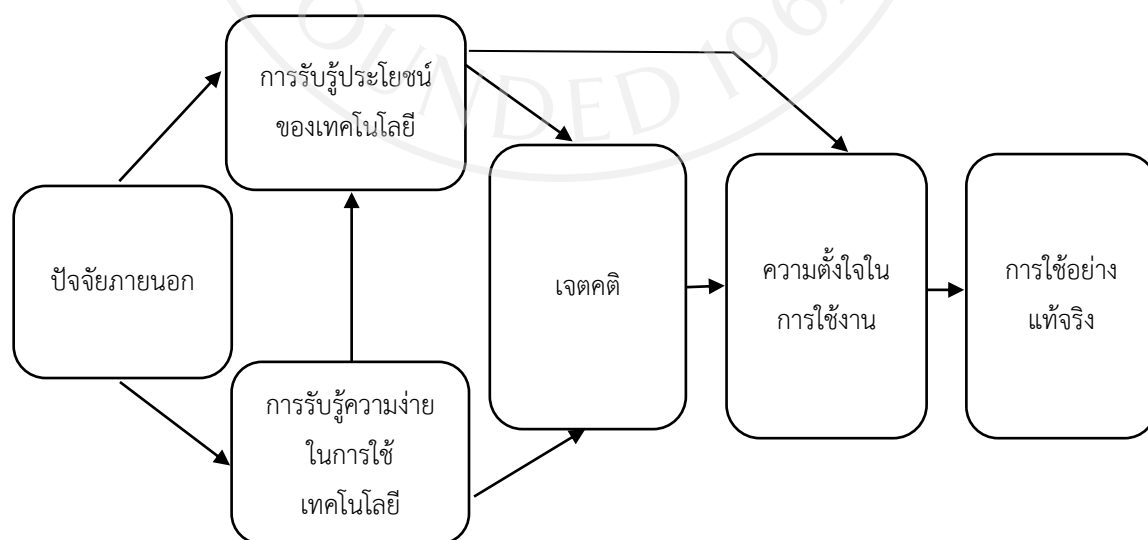 OUNDED 196
การรับรู้ประโยชน์
ของเทคโนโลยี
ปัจจัยภายนอก
เจตคติ
ความตั้งใจใน
การใช้งาน
การใช้อย่าง
แท้จริง
การรับรู้ความง่าย
ในการใช้
เทคโนโลยี